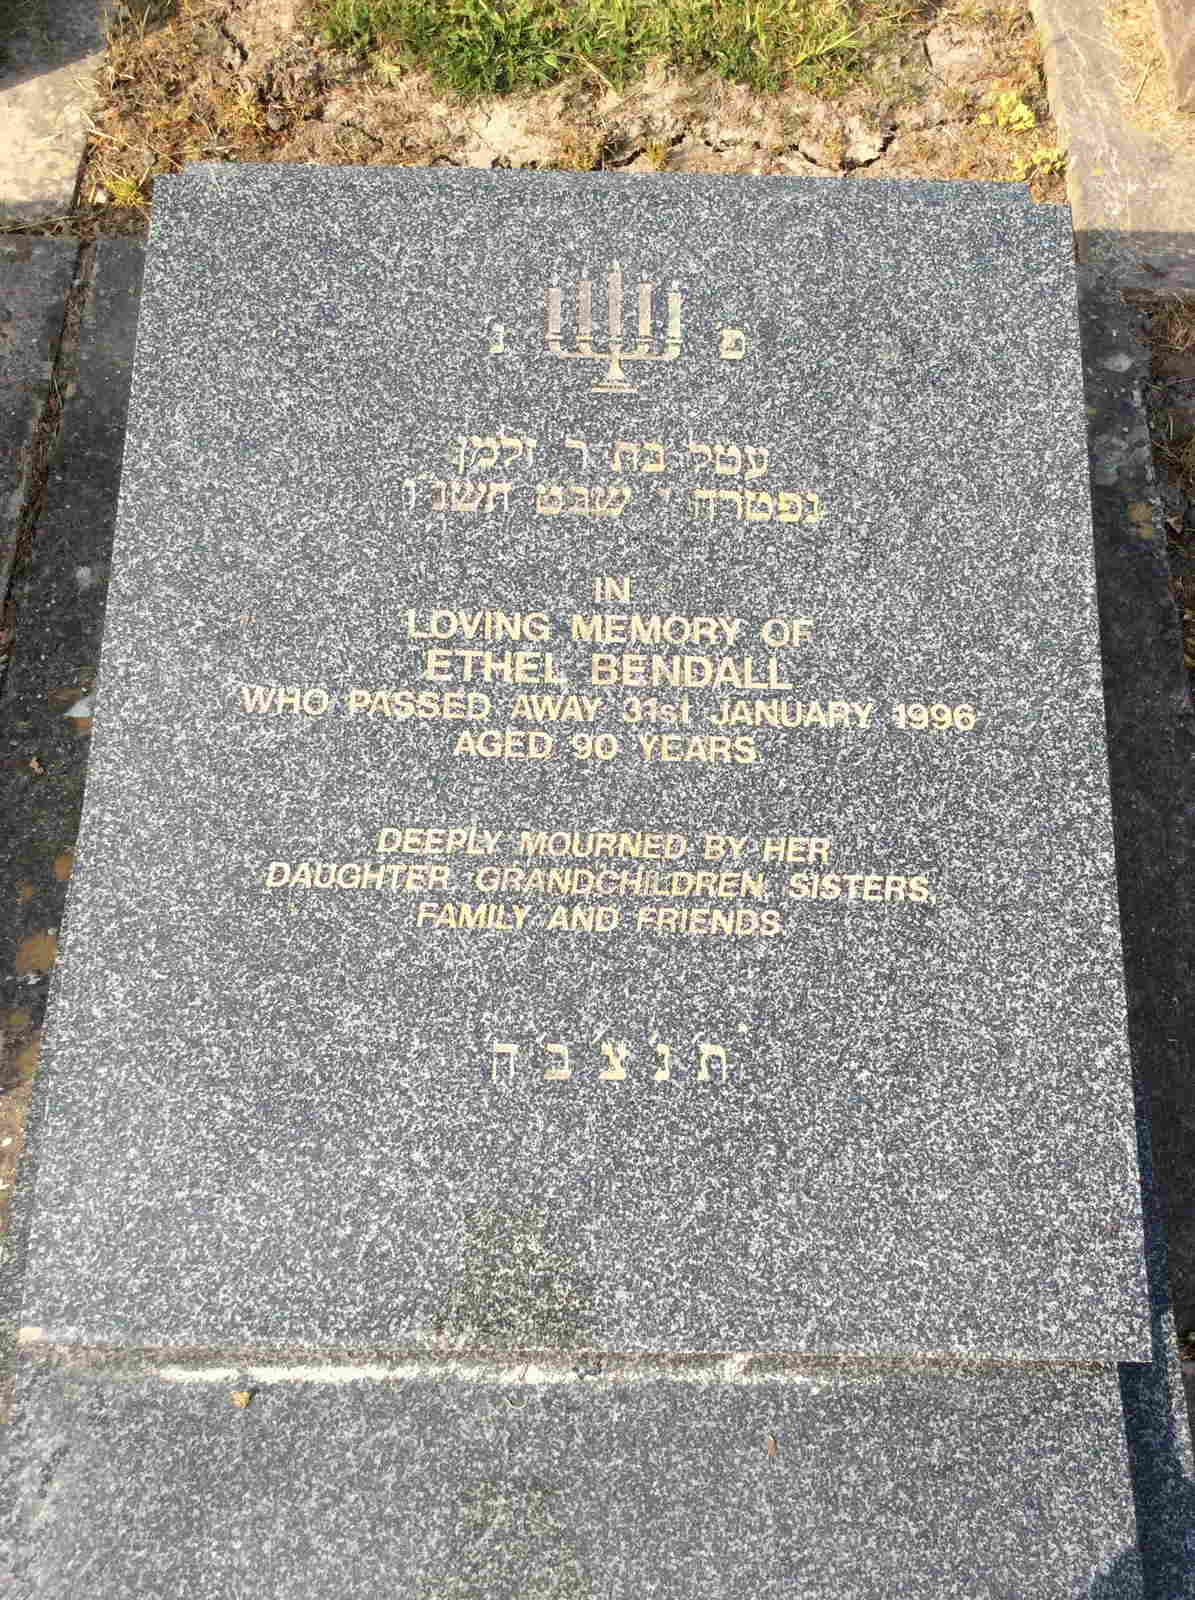 פ נ
עטל בת ר זלמן
נפטרה י שבט תשנ"ו
IN
LOVING MEMORY OF
ETHEL BENDALL
WHO PASSED AWAY 31st JANUARY 1996
AGED 90 YEARS
DEEPLY MOURNED BY HER
DAUGHTER, GRANDCHILDREN, SISTERS,
FAMILY AND FRIENDS.
ת' נ' צ' ב' ה'